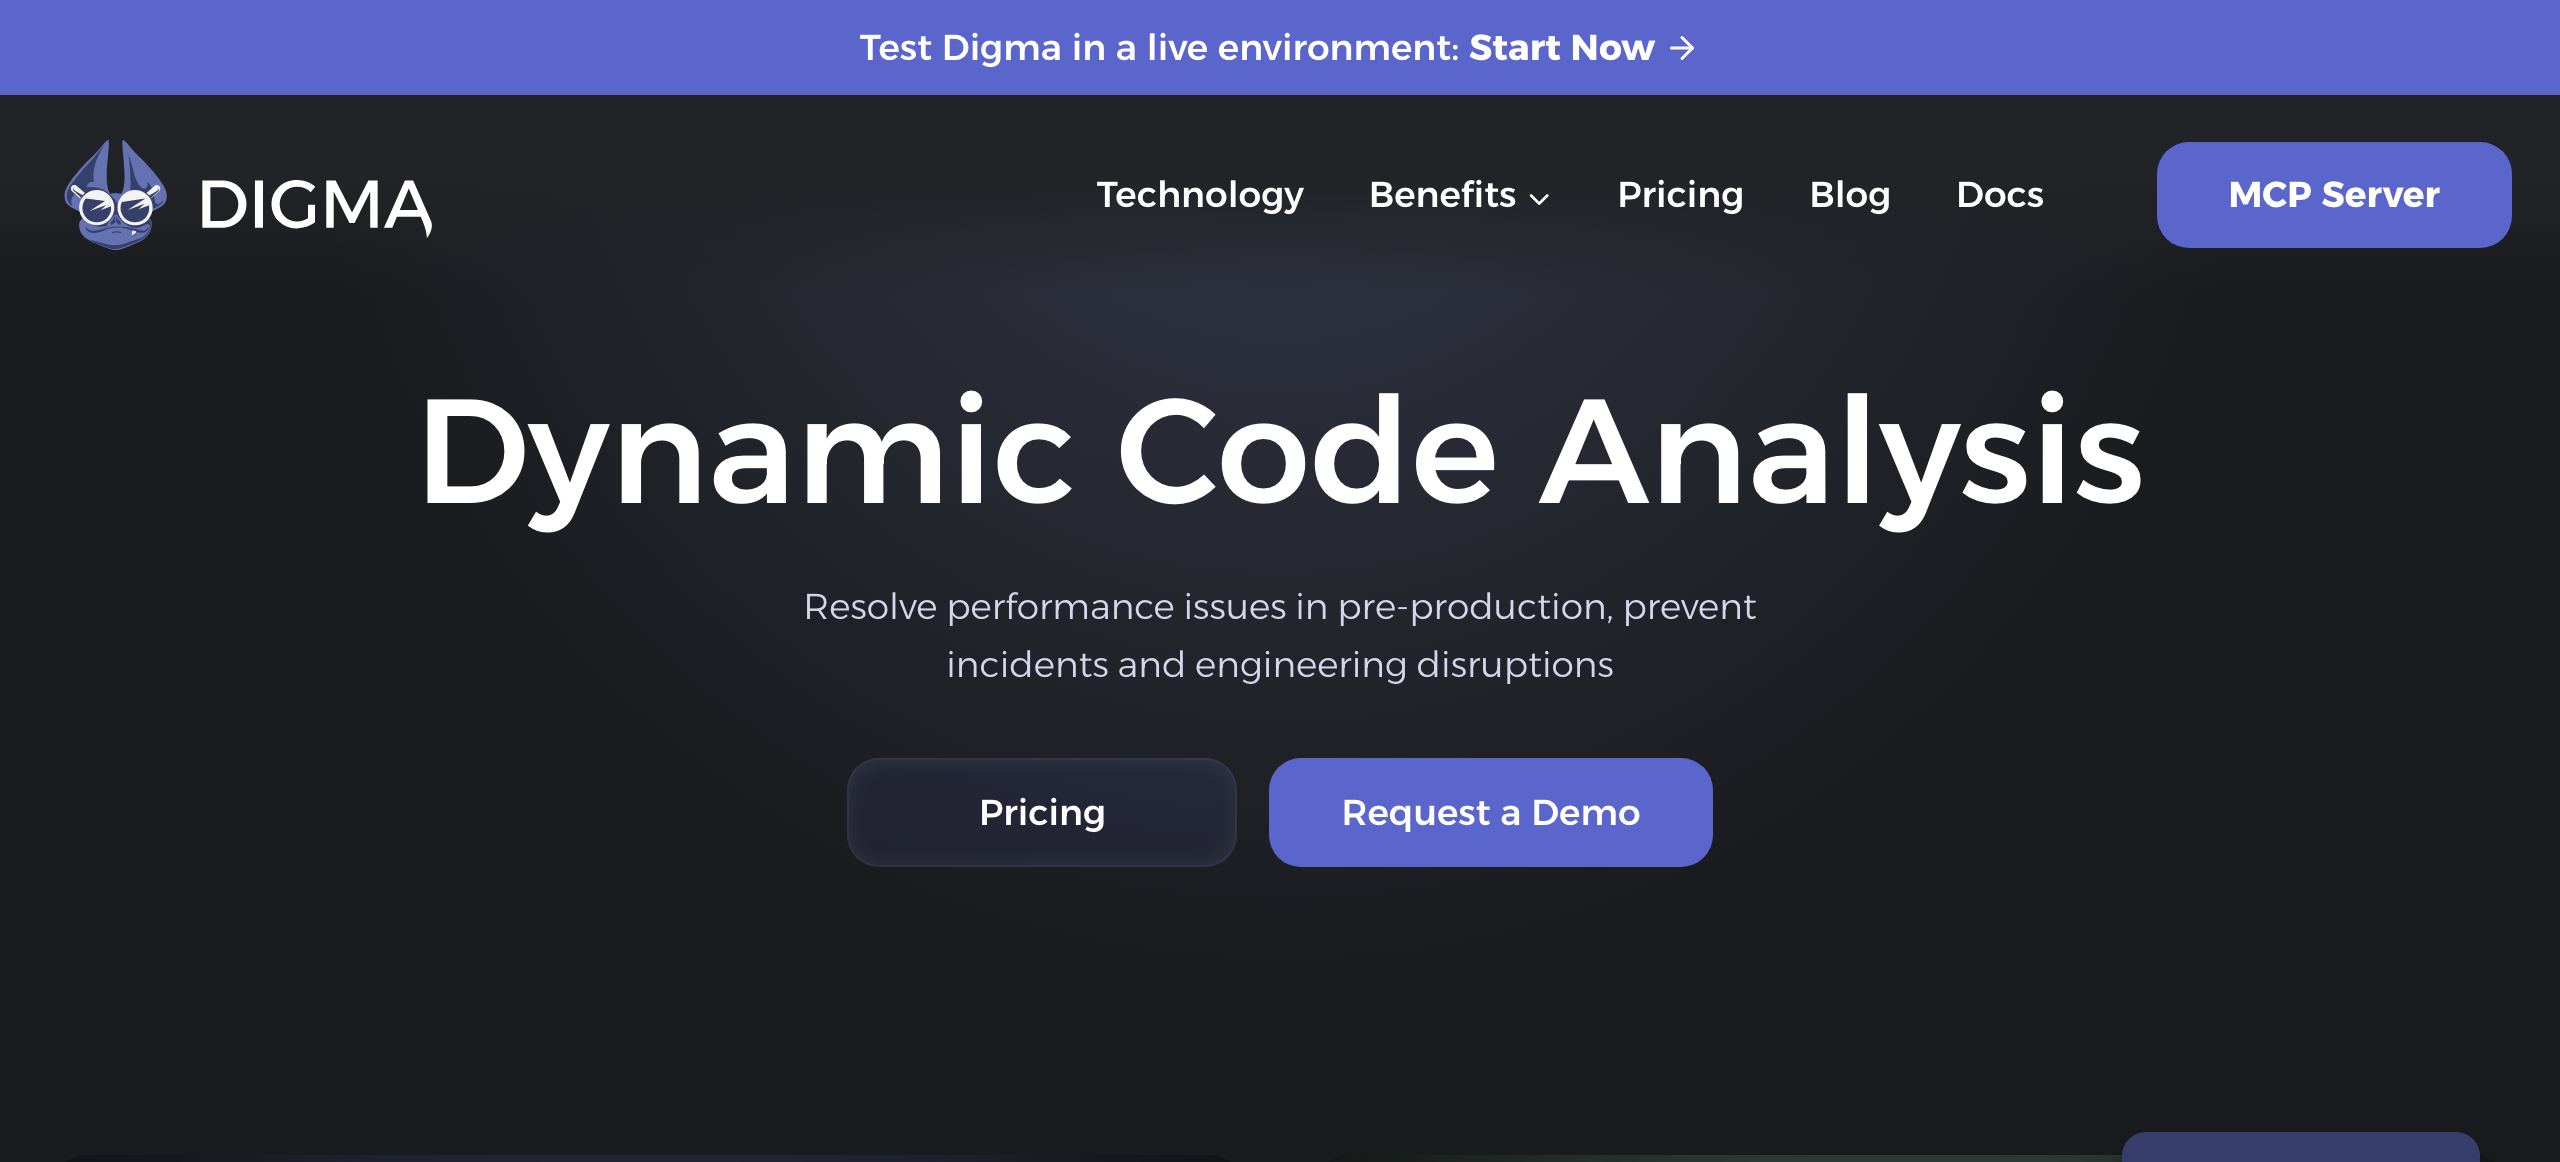 Test Digma in a live environment: Start Now →
DIGMA
Technology Benefits Pricing Blog Docs MCP Server
Dynamic Code Analysis
Resolve performance issues in pre-production, prevent
incidents and engineering disruptions
Pricing Request a Demo